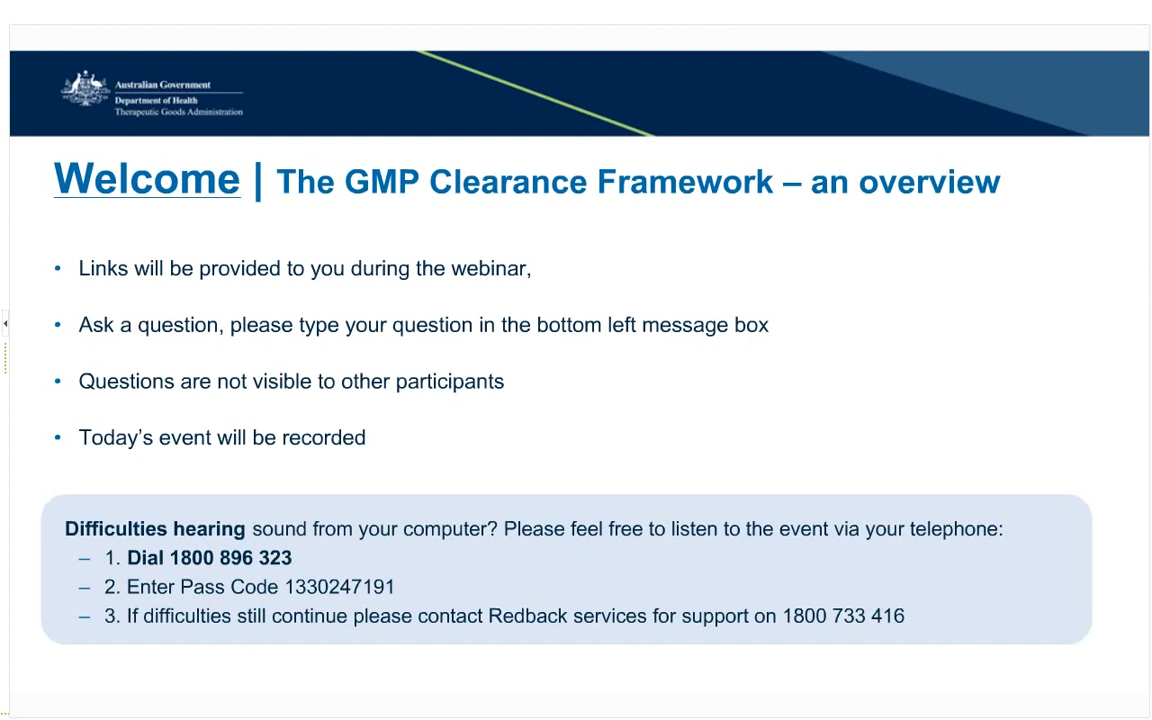 Australian Government
Department of Health
Therapeutic Goods Administration
Welcome | The GMP Clearance Framework – an overview
• Links will be provided to you during the webinar,
• Ask a question, please type your question in the bottom left message box
• Questions are not visible to other participants
• Today’s event will be recorded
Difficulties hearing sound from your computer? Please feel free to listen to the event via your telephone:
– 1. Dial 1800 896 323
– 2. Enter Pass Code 1330247191
– 3. If difficulties still continue please contact Redback services for support on 1800 733 416